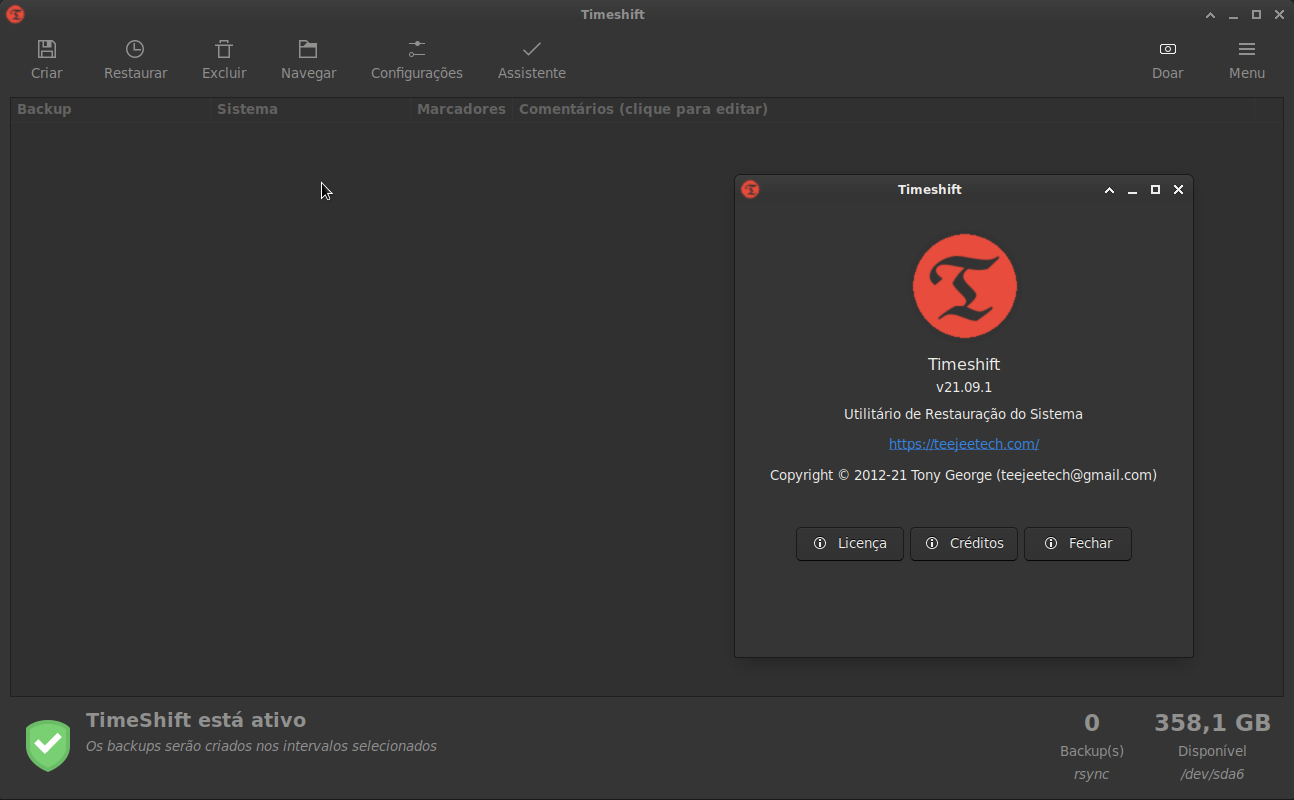 Timeshift
Criar
Restaurar
Excluir
Navegar
Configurações
Assistente
Doar
Menu
Backup
Sistema
Marcadores
Comentários (clique para editar)
Timeshift
Timeshift
v21.09.1
Utilitário de Restauração do Sistema
https://teejeetech.com/
Copyright © 2012-21 Tony George (teejeetech@gmail.com)
Licença
Créditos
Fechar
TimeShift está ativo
Os backups serão criados nos intervalos selecionados
0
Backup(s)
rsync
358,1 GB
Disponível
/dev/sda6